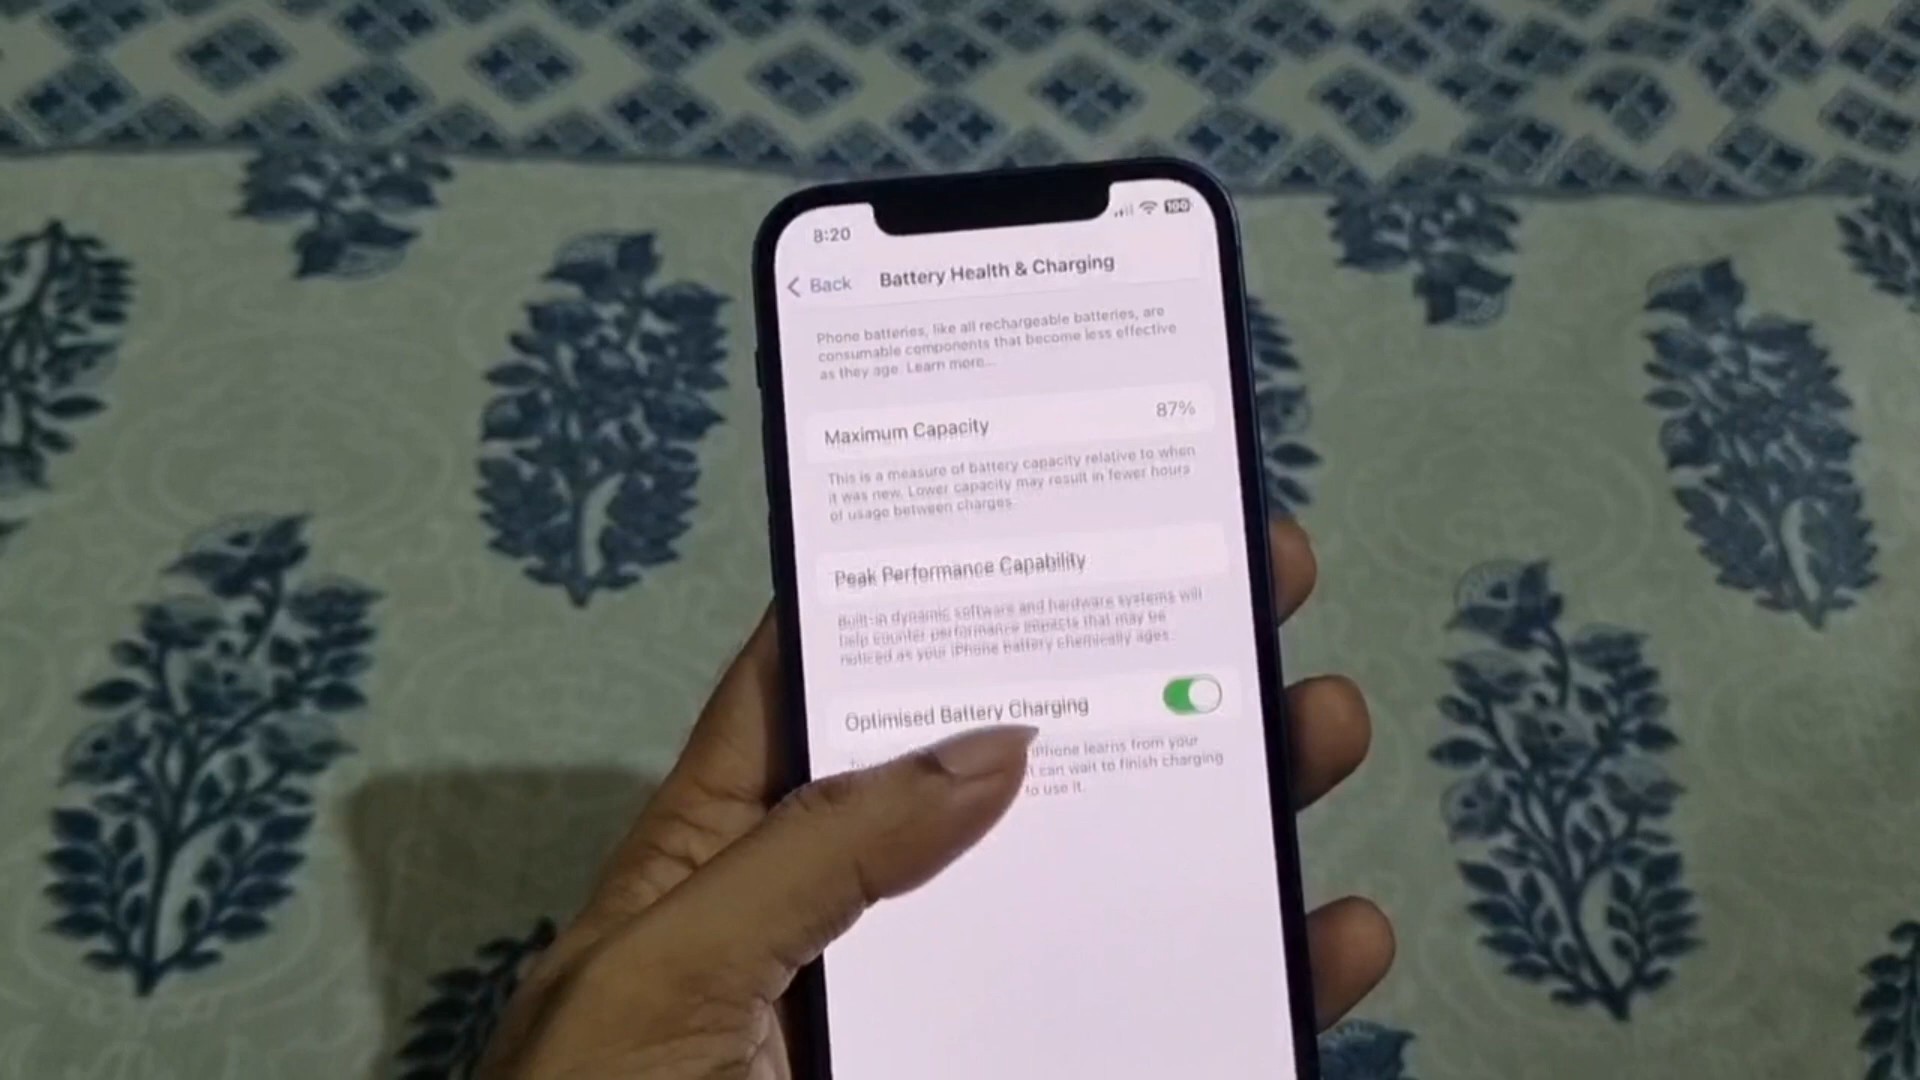 8:20
100
Back
Battery Health & Charging
Phone batteries, like all rechargeable batteries, are
consumable components that become less effective
as they age. Learn more...
Maximum Capacity
87%
This is a measure of battery capacity relative to when
it was new. Lower capacity may result in fewer hours
of usage between charges.
Peak Performance Capability
Built-in dynamic software and hardware systems will
help counter performance impacts that may be
noticed as your iPhone battery chemically ages.
Optimised Battery Charging
iPhone learns from your
can wait to finish charging
to use it.